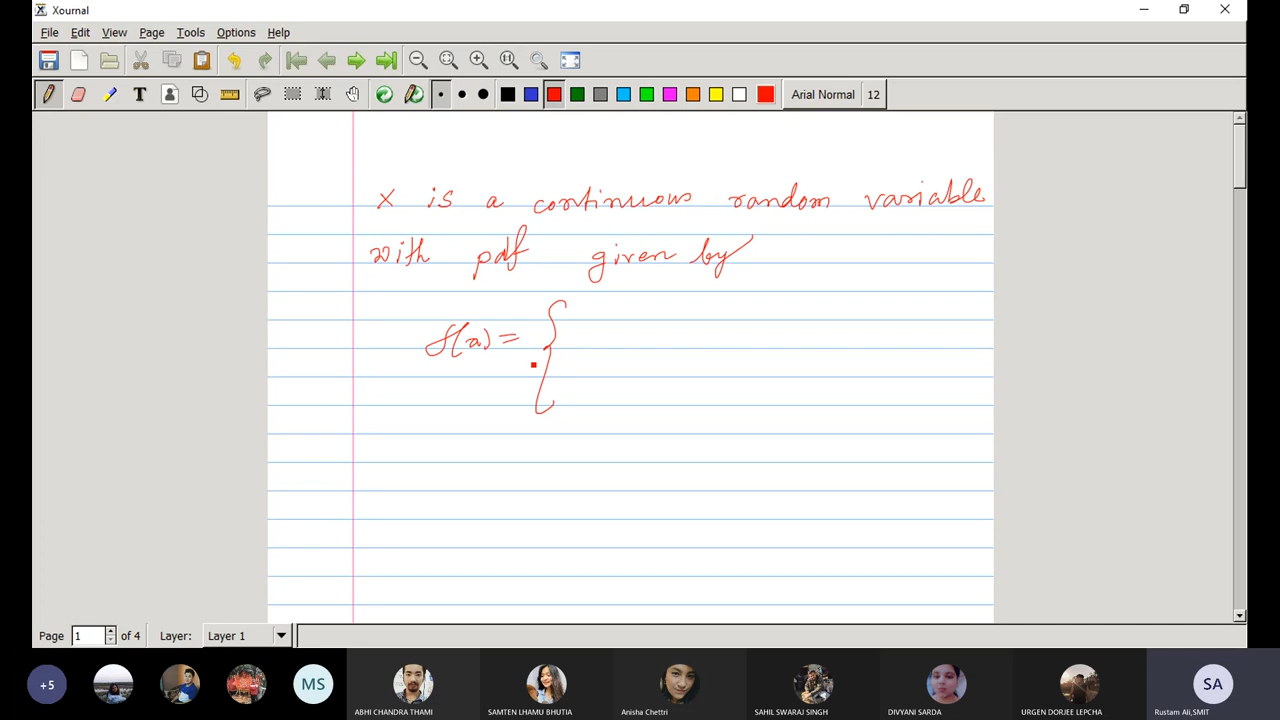 Xournal
File Edit View Page Tools Options Help
Arial Normal 12
X is a continuous random variable
with pdf given by
f(x) = {
Page 1 of 4 Layer: Layer 1
+5 MS ABHI CHANDRA THAMI SAMTEN LHAMU BHUTIA Anisha Chettri SAHIL SWARAJ SINGH DIVYANI SARDA URGEN DORJEE LEPCHA SA Rustam Ali,SMIT